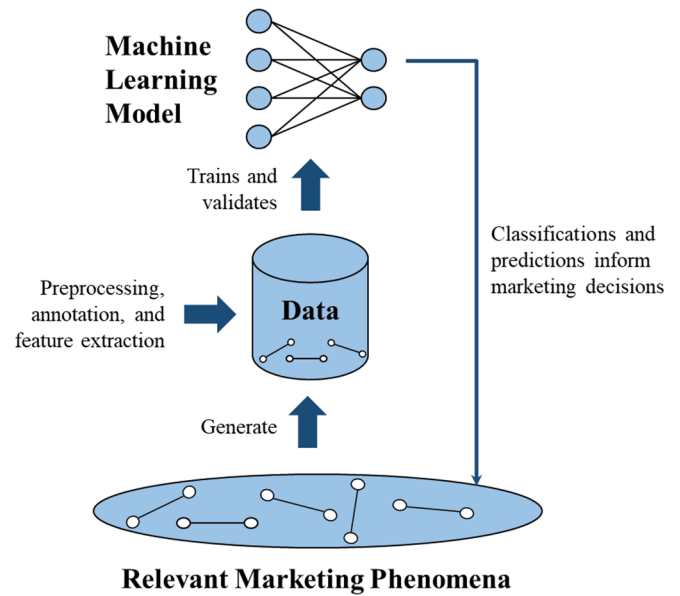 Machine
Learning
Model
Trains and
validates
Classifications and
predictions inform
marketing decisions
Preprocessing,
annotation, and
feature extraction
Data
Generate
Relevant Marketing Phenomena